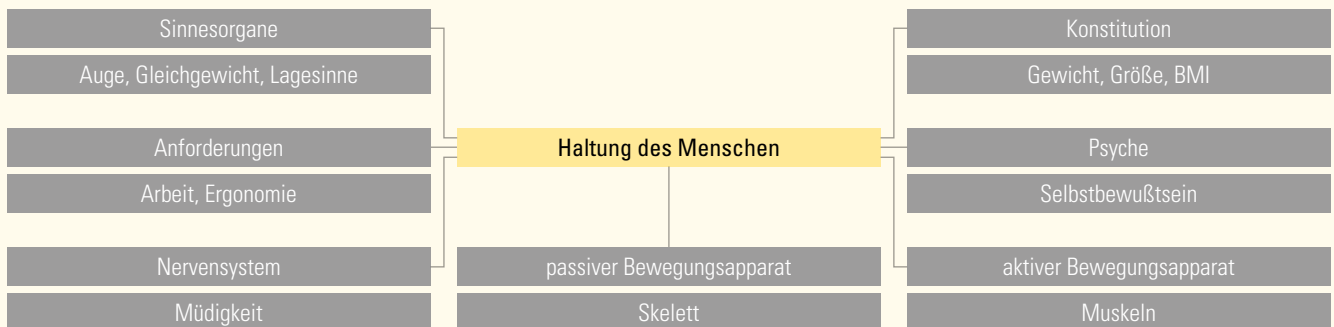 Sinnesorgane
Konstitution
Auge, Gleichgewicht, Lagesinne
Gewicht, Größe, BMI
Anforderungen
Haltung des Menschen
Psyche
Arbeit, Ergonomie
Selbstbewußtsein
Nervensystem
passiver Bewegungsapparat
aktiver Bewegungsapparat
Müdigkeit
Skelett
Muskeln